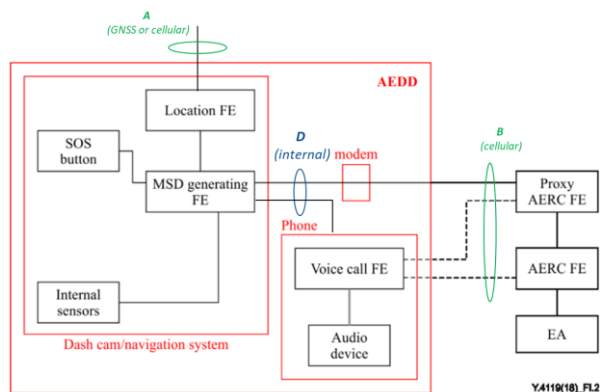 A
(GNSS or cellular)
AEDD
Location FE
SOS
button
D
(internal)
modem
B
(cellular)
MSD generating
FE
Proxy
AERC FE
Phone
Voice call FE
AERC FE
Internal
sensors
Audio
device
EA
Dash cam/navigation system
Y.4119(18)_FI.2